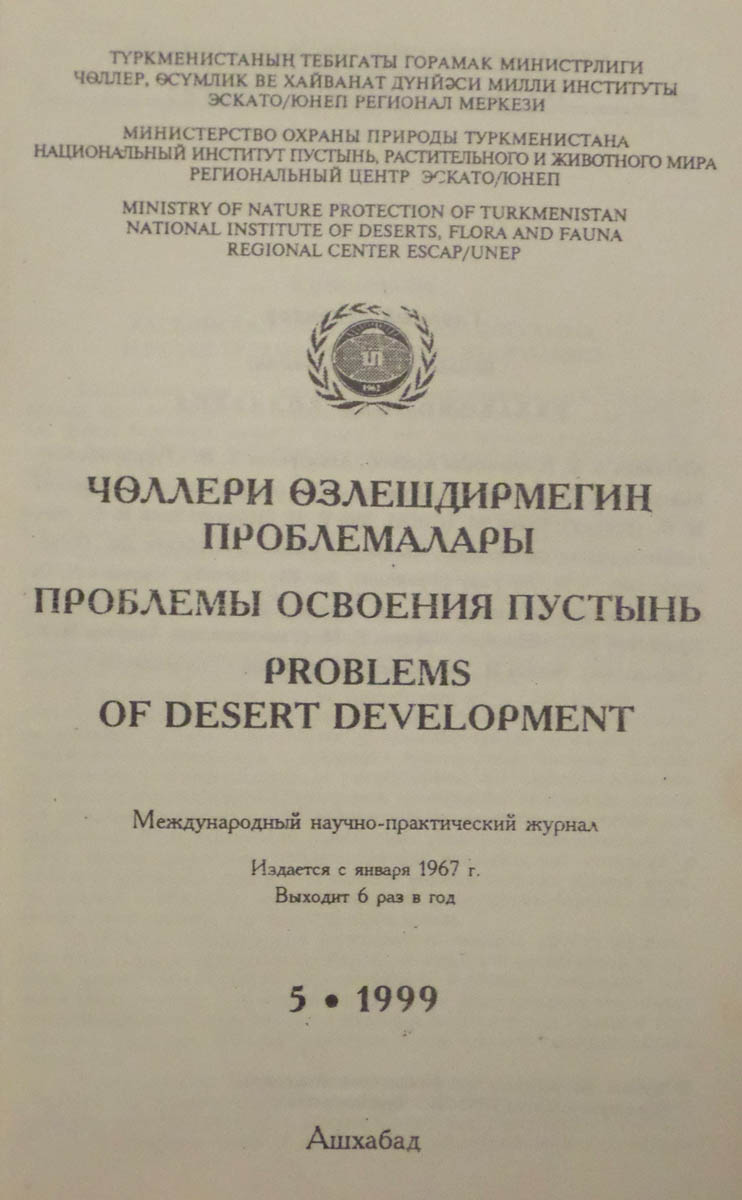 ТҮРКМЕНИСТАНЫҢ ТЕБИГАТЫ ГОРАМАК МИНИСТРЛИГИ
ЧӨЛЛЕР, ӨСҮМЛИК ВЕ ХАЙВАНАТ ДҮНЙӘСИ МИЛЛИ ИНСТИТУТЫ
ЭСКАТО/ЮНЕП РЕГИОНАЛ МЕРКЕЗИ
МИНИСТЕРСТВО ОХРАНЫ ПРИРОДЫ ТУРКМЕНИСТАНА
НАЦИОНАЛЬНЫЙ ИНСТИТУТ ПУСТЫНЬ, РАСТИТЕЛЬНОГО И ЖИВОТНОГО МИРА
РЕГИОНАЛЬНЫЙ ЦЕНТР ЭСКАТО/ЮНЕП
MINISTRY OF NATURE PROTECTION OF TURKMENISTAN
NATIONAL INSTITUTE OF DESERTS, FLORA AND FAUNA
REGIONAL CENTER ESCAP/UNEP
1962
ЧӨЛЛЕРИ ӨЗЛЕШДИРМЕГИҢ
ПРОБЛЕМАЛАРЫ
ПРОБЛЕМЫ ОСВОЕНИЯ ПУСТЫНЬ
PROBLEMS
OF DESERT DEVELOPMENT
Международный научно-практический журнал
Издается с января 1967 г.
Выходит 6 раз в год
5 • 1999
Ашхабад